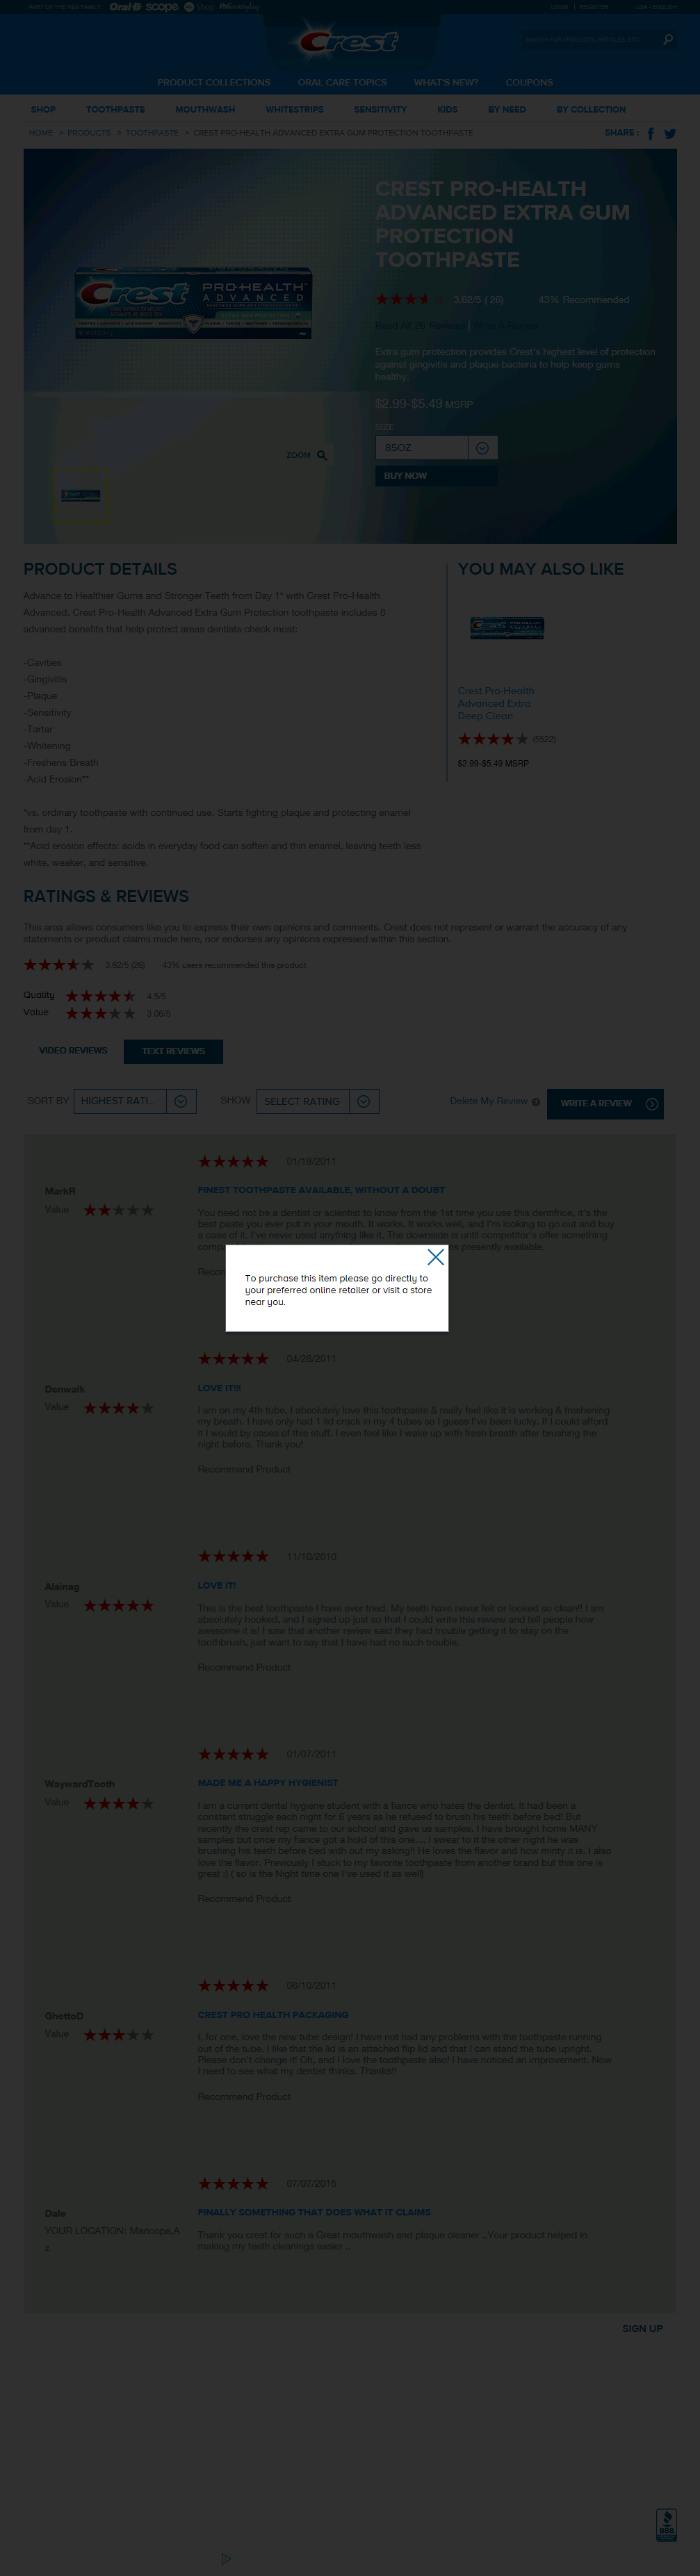 PART OF THE P&G FAMILY: Oral-B scope Shop P&G everyday LOGIN | REGISTER USA - ENGLISH
Crest
SEARCH FOR PRODUCTS, ARTICLES, ETC.
PRODUCT COLLECTIONS ORAL CARE TOPICS WHAT'S NEW? COUPONS
SHOP TOOTHPASTE MOUTHWASH WHITESTRIPS SENSITIVITY KIDS BY NEED BY COLLECTION
HOME > PRODUCTS > TOOTHPASTE > CREST PRO-HEALTH ADVANCED EXTRA GUM PROTECTION TOOTHPASTE SHARE :
CREST PRO-HEALTH
ADVANCED EXTRA GUM
PROTECTION
TOOTHPASTE
Crest PRO-HEALTH
ADVANCED
3.62/5 ( 26) 43% Recommended
Read All 26 Reviews | Write A Review
Extra gum protection provides Crest's highest level of protection
against gingivitis and plaque bacteria to help keep gums
healthy.
$2.99-$5.49 MSRP
SIZE
85OZ
ZOOM
BUY NOW
PRODUCT DETAILS
Advance to Healthier Gums and Stronger Teeth from Day 1* with Crest Pro-Health
Advanced. Crest Pro-Health Advanced Extra Gum Protection toothpaste includes 8
advanced benefits that help protect areas dentists check most:
-Cavities
-Gingivitis
-Plaque
-Sensitivity
-Tartar
-Whitening
-Freshens Breath
-Acid Erosion**
*vs. ordinary toothpaste with continued use. Starts fighting plaque and protecting enamel
from day 1.
**Acid erosion effects: acids in everyday food can soften and thin enamel, leaving teeth less
white, weaker, and sensitive.
YOU MAY ALSO LIKE
Crest Pro-Health
Advanced Extra
Deep Clean
(5522)
$2.99-$5.49 MSRP
RATINGS & REVIEWS
This area allows consumers like you to express their own opinions and comments. Crest does not represent or warrant the accuracy of any
statements or product claims made here, nor endorses any opinions expressed within this section.
3.62/5 (26) 43% users recommended this product
Quality 4.5/5
Value 3.08/5
VIDEO REVIEWS TEXT REVIEWS
SORT BY HIGHEST RATI... SHOW SELECT RATING Delete My Review WRITE A REVIEW
01/19/2011
MarkR
Value
FINEST TOOTHPASTE AVAILABLE, WITHOUT A DOUBT
You need not be a dentist or scientist to know from the 1st time you use this dentifrice, it's the
best paste you ever put in your mouth. It works. It works well, and I'm looking to go out and buy
a case of it. I've never used anything like it. The downside is until competitor's offer something
compa ns presently available.
Recom
To purchase this item please go directly to
your preferred online retailer or visit a store
near you.
04/25/2011
Denwalk
Value
LOVE IT!!!
I am on my 4th tube, I absolutely love this toothpaste & really feel like it is working & freshening
my breath. I have only had 1 lid crack in my 4 tubes so I guess I've been lucky. If I could afford
it I would by cases of this stuff. I even feel like I wake up with fresh breath after brushing the
night before. Thank you!
Recommend Product
11/10/2010
Alainag
Value
LOVE IT!
This is the best toothpaste I have ever tried. My teeth have never felt or looked so clean!! I am
absolutely hooked, and I signed up just so that I could write this review and tell people how
awesome it is! I saw that another review said they had trouble getting it to stay on the
toothbrush, just want to say that I have had no such trouble.
Recommend Product
01/07/2011
WaywardTooth
Value
MADE ME A HAPPY HYGIENIST
I am a current dental hygiene student with a fiance who hates the dentist. It had been a
constant struggle each night for 6 years as he refused to brush his teeth before bed! But
recently the crest rep came to our school and gave us samples. I have brought home MANY
samples but once my fiance got a hold of this one.... I swear to it the other night he was
brushing his teeth before bed with out my asking!! He loves the flavor and how minty it is. I also
love the flavor. Previously I stuck to my favorite toothpaste from another brand but this one is
great :) ( so is the Night time one I've used it as well)
Recommend Product
06/10/2011
GhettoD
Value
CREST PRO HEALTH PACKAGING
I, for one, love the new tube design! I have not had any problems with the toothpaste running
out of the tube. I like that the lid is an attached flip lid and that I can stand the tube upright.
Please don't change it! Oh, and I love the toothpaste also! I have noticed an improvement. Now
I need to see what my dentist thinks. Thanks!!
Recommend Product
07/07/2015
Dale
YOUR LOCATION: Maricopa,A
z
FINALLY SOMETHING THAT DOES WHAT IT CLAIMS
Thank you crest for such a Great mouthwash and plaque cleaner ..Your product helped in
making my teeth cleanings easier ..
SIGN UP
BBB